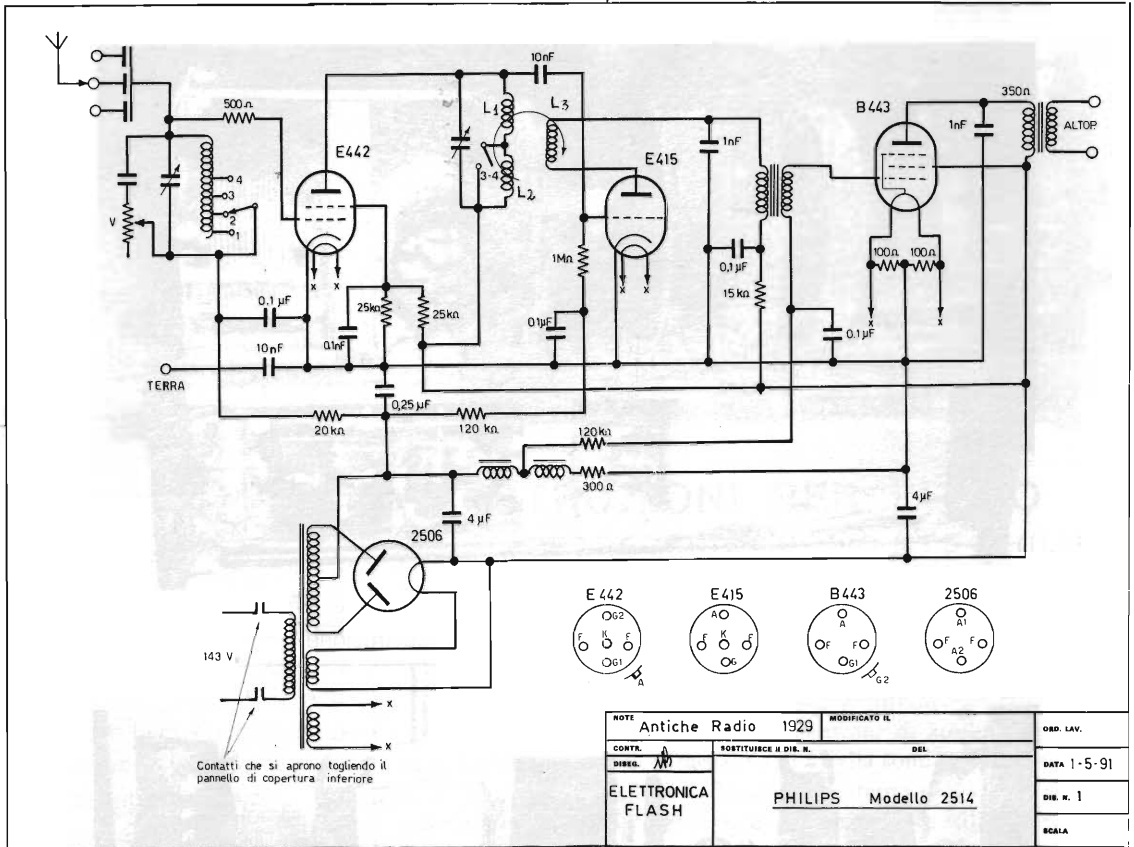 10nF
L1
L3
350Ω
500Ω
E442
B443
1nF
ALTOP.
1nF
E415
4
3
2
1
V
3-4
L2
1MΩ
100Ω
100Ω
x
x
x
x
x
x
0,1µF
15kΩ
0,1 µF
25kΩ
25kΩ
0.1nF
01µF
0.1µF
10nF
TERRA
0,25 µF
20kΩ
120 kΩ
120kΩ
300Ω
4µF
4µF
2506
143 V
x
x
Contatti che si aprono togliendo il
pannello di copertura inferiore
E442
G2
K
F
F
G1
A
E415
A
K
F
F
G
B443
A
F
F
G1
G2
2506
A1
F
F
A2
NOTE Antiche Radio 1929
MODIFICATO IL
ORD. LAV.
CONTR.
SOSTITUISCE il DIS. N.
DEL
DISEG.
DATA 1-5-91
ELETTRONICA
FLASH
PHILIPS Modello 2514
DIS. N. 1
SCALA